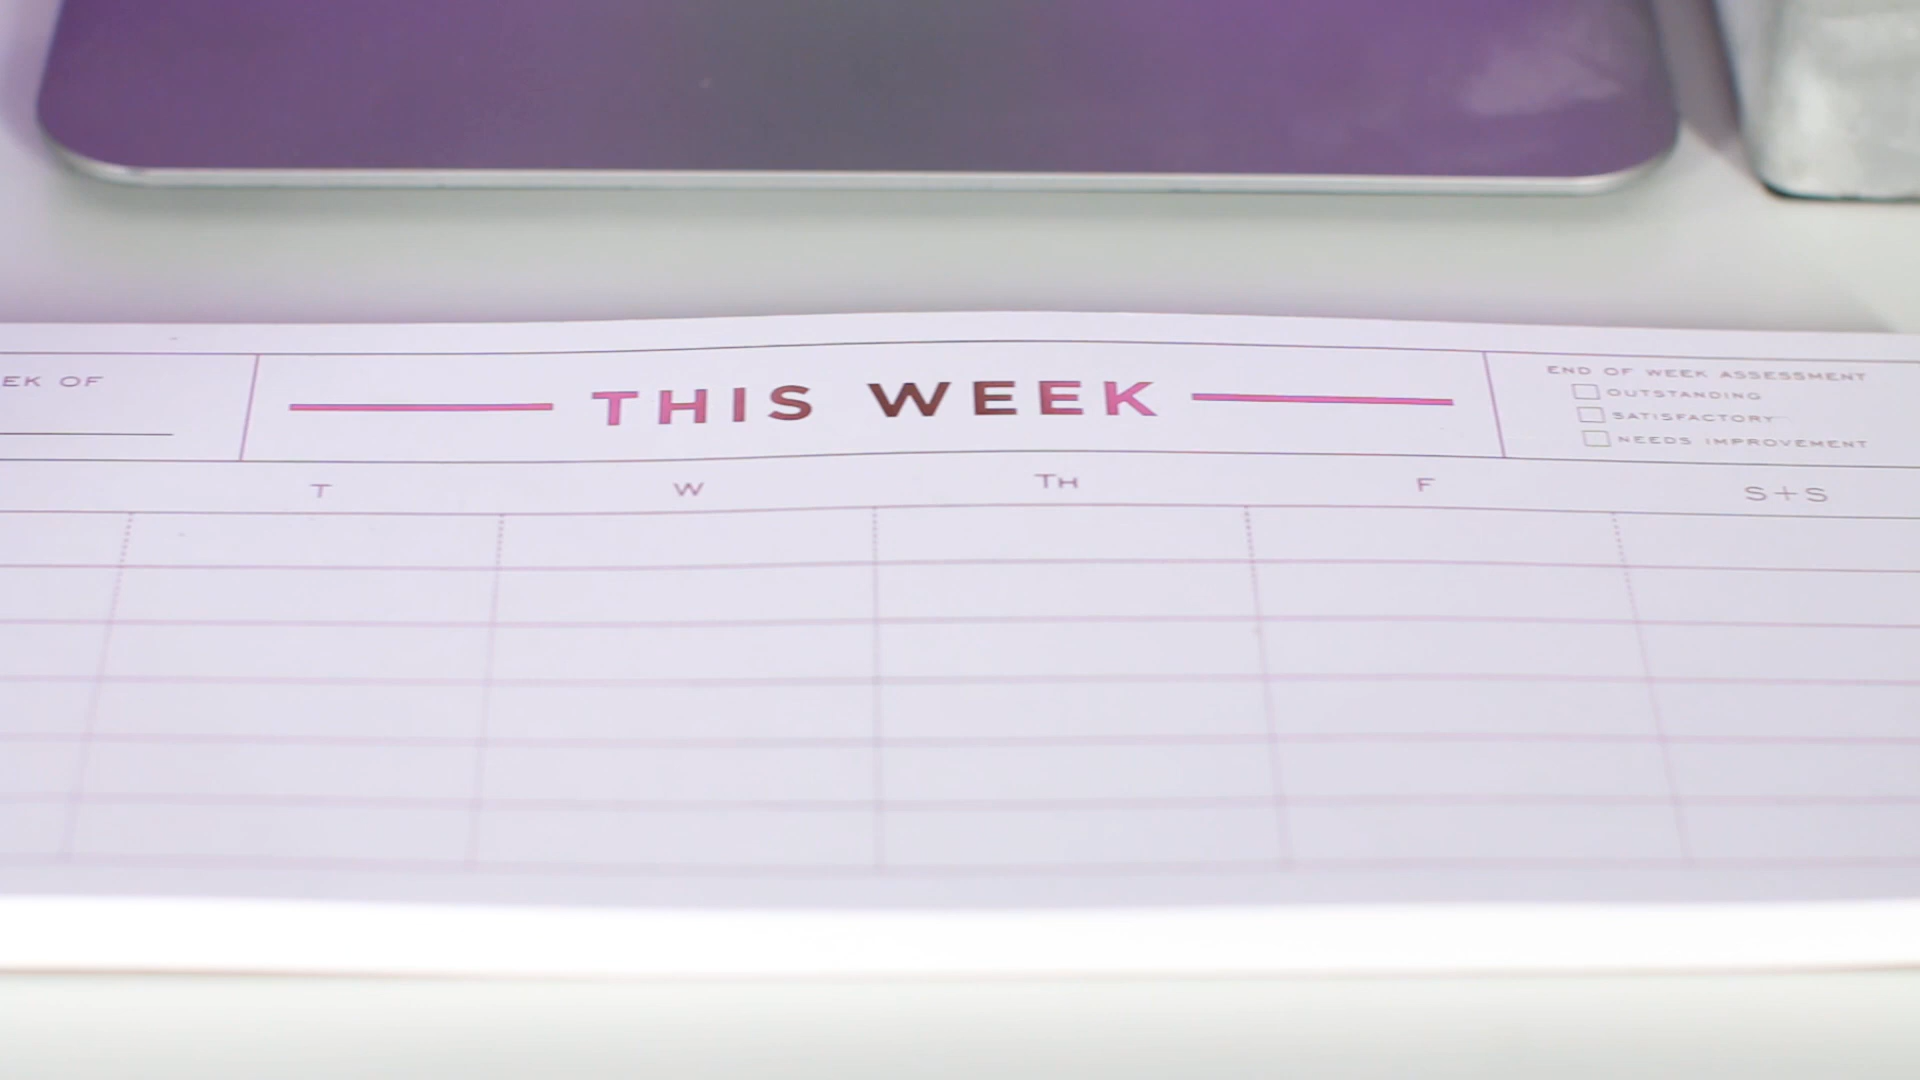 EK OF
THIS WEEK
END OF WEEK ASSESSMENT
OUTSTANDING
SATISFACTORY
NEEDS IMPROVEMENT
T W TH F S+S